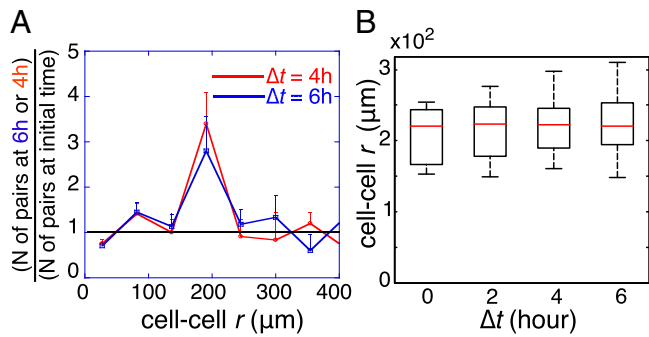 A
(N of pairs at 6h or 4h)
(N of pairs at initial time)
5
4
3
2
1
0
Δt = 4h
Δt = 6h
0 100 200 300 400
cell-cell r (μm)
B
x10²
cell-cell r (μm)
3
2
1
0
0 2 4 6
Δt (hour)